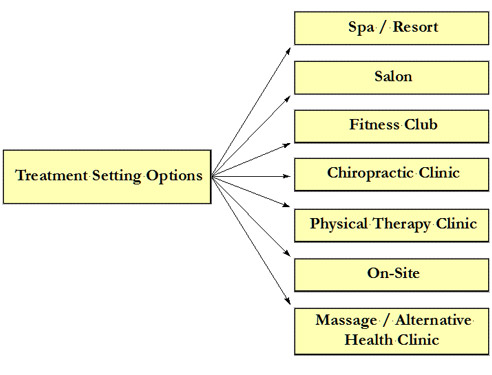 Spa / Resort
Salon
Fitness Club
Treatment Setting Options
Chiropractic Clinic
Physical Therapy Clinic
On-Site
Massage / Alternative
Health Clinic